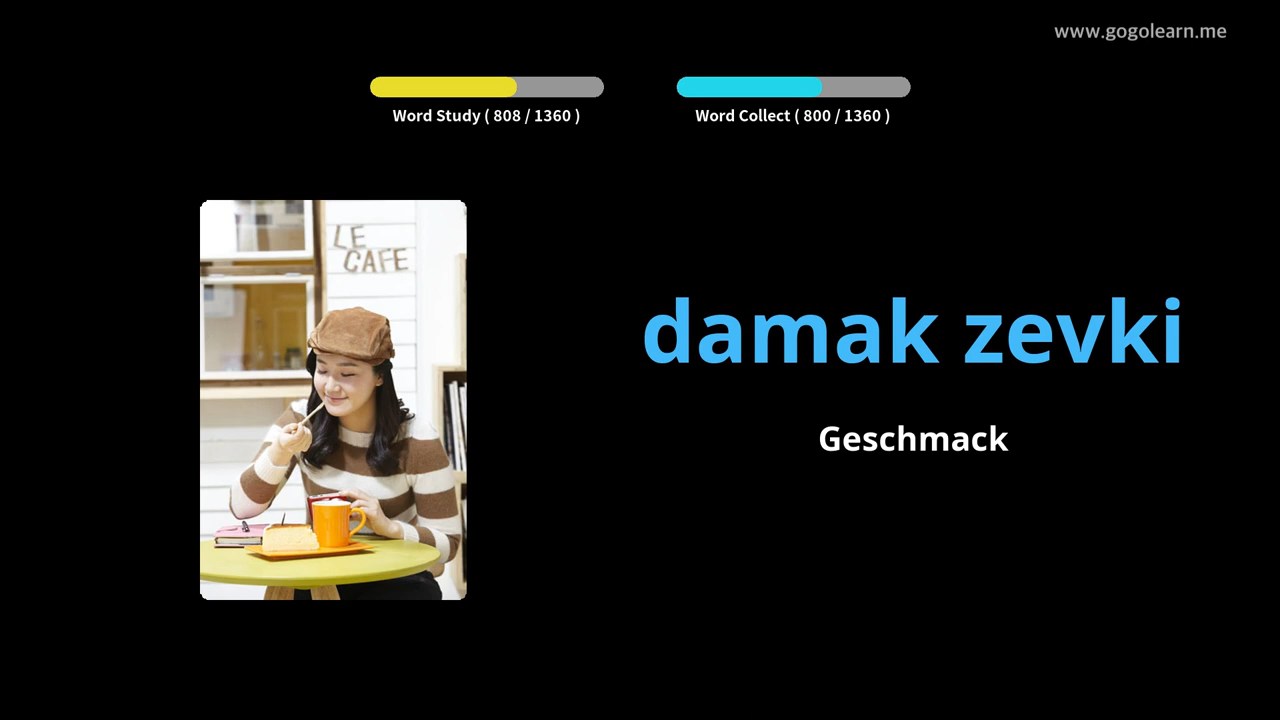 www.gogolearn.me
Word Study ( 808 / 1360 )
Word Collect ( 800 / 1360 )
LE
CAFE
damak zevki
Geschmack